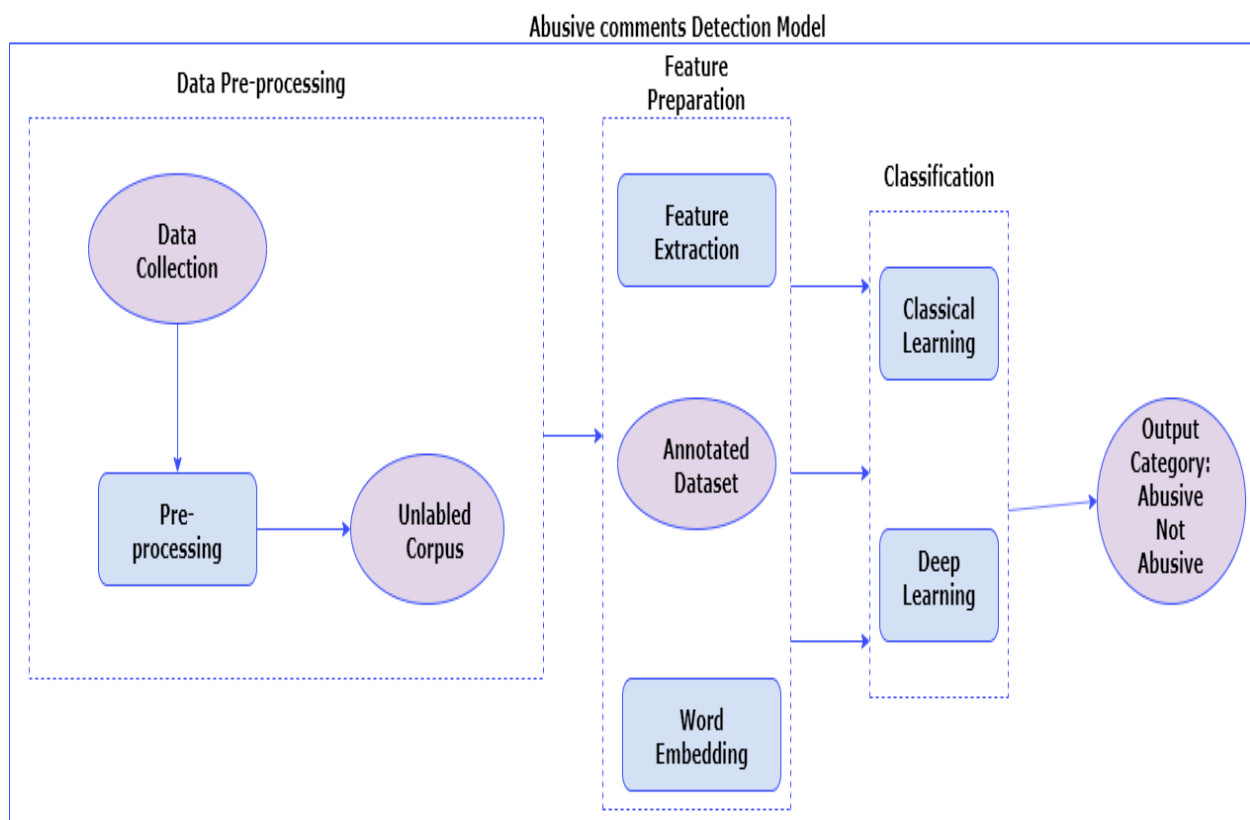 Abusive comments Detection Model
Data Pre-processing
Data
Collection
Pre-
processing
Unlabled
Corpus
Feature
Preparation
Feature
Extraction
Annotated
Dataset
Word
Embedding
Classification
Classical
Learning
Deep
Learning
Output
Category:
Abusive
Not
Abusive